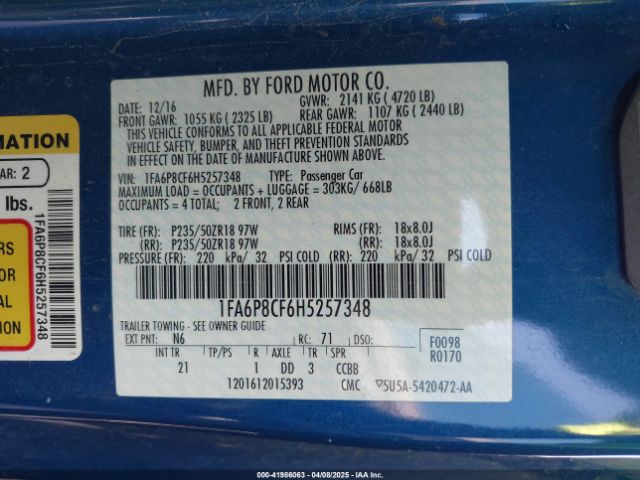 MFD. BY FORD MOTOR CO.
DATE: 12/16 GVWR: 2141 KG ( 4720 LB)
FRONT GAWR: 1055 KG ( 2325 LB) REAR GAWR: 1107 KG ( 2440 LB)
THIS VEHICLE CONFORMS TO ALL APPLICABLE FEDERAL MOTOR
VEHICLE SAFETY, BUMPER, AND THEFT PREVENTION STANDARDS
IN EFFECT ON THE DATE OF MANUFACTURE SHOWN ABOVE.
VIN: 1FA6P8CF6H5257348 TYPE: Passenger Car
MAXIMUM LOAD = OCCUPANTS + LUGGAGE = 303KG/ 668LB
OCCUPANTS = 4 TOTAL; 2 FRONT, 2 REAR
TIRE (FR): P235/50ZR18 97W RIMS (FR): 18x8.0J
(RR): P235/50ZR18 97W (RR): 18x8.0J
PRESSURE (FR): 220 kPa/ 32 PSI COLD (RR): 220 kPa/ 32 PSI COLD
1FA6P8CF6H5257348
TRAILER TOWING - SEE OWNER GUIDE
EXT PNT: N6 RC: 71 DSO: F0098
R0170
INT TR TP/PS R AXLE TR SPR
21 1 DD 3 CCBB
1201612015393 CMC 5U5A-5420472-AA
MATION
AR: 2
lbs.
1FA6P8CF6H5257348
RS
OR
TION
000-41986063 - 04/08/2025 - IAA Inc.